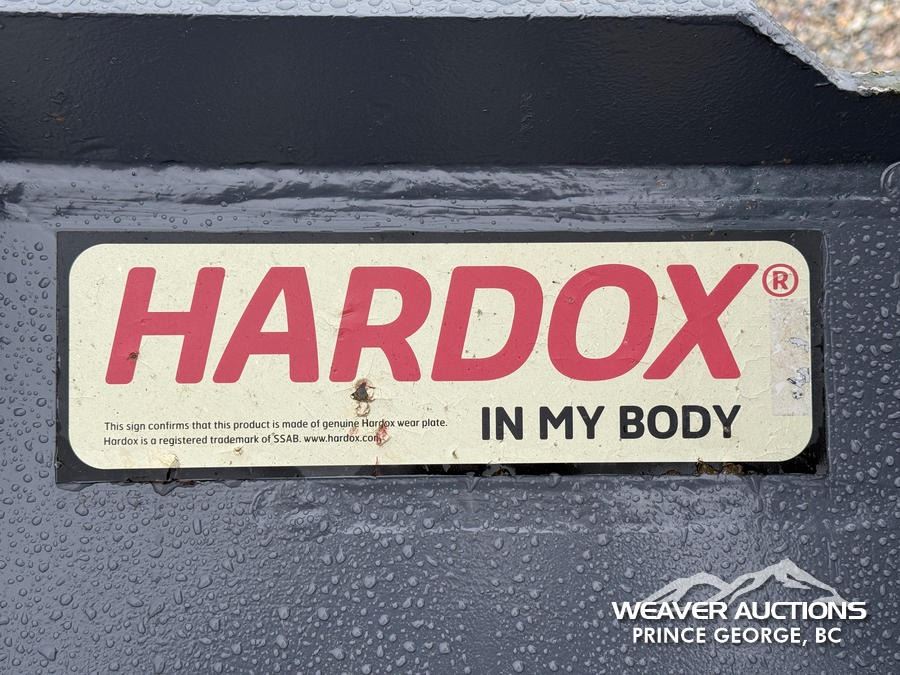 HARDOX®
IN MY BODY
This sign confirms that this product is made of genuine Hardox wear plate.
Hardox is a registered trademark of SSAB. www.hardox.com
WEAVER AUCTIONS
PRINCE GEORGE, BC